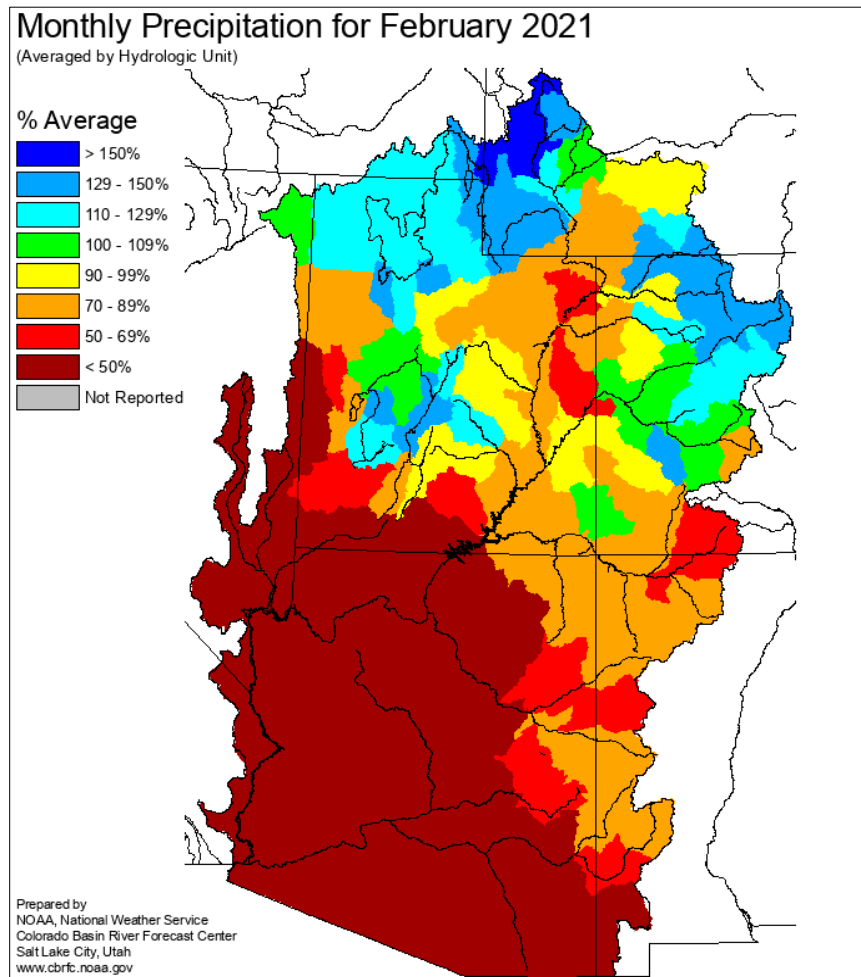 Monthly Precipitation for February 2021
(Averaged by Hydrologic Unit)
% Average
> 150%
129 - 150%
110 - 129%
100 - 109%
90 - 99%
70 - 89%
50 - 69%
< 50%
Not Reported
Prepared by
NOAA, National Weather Service
Colorado Basin River Forecast Center
Salt Lake City, Utah
www.cbrfc.noaa.gov